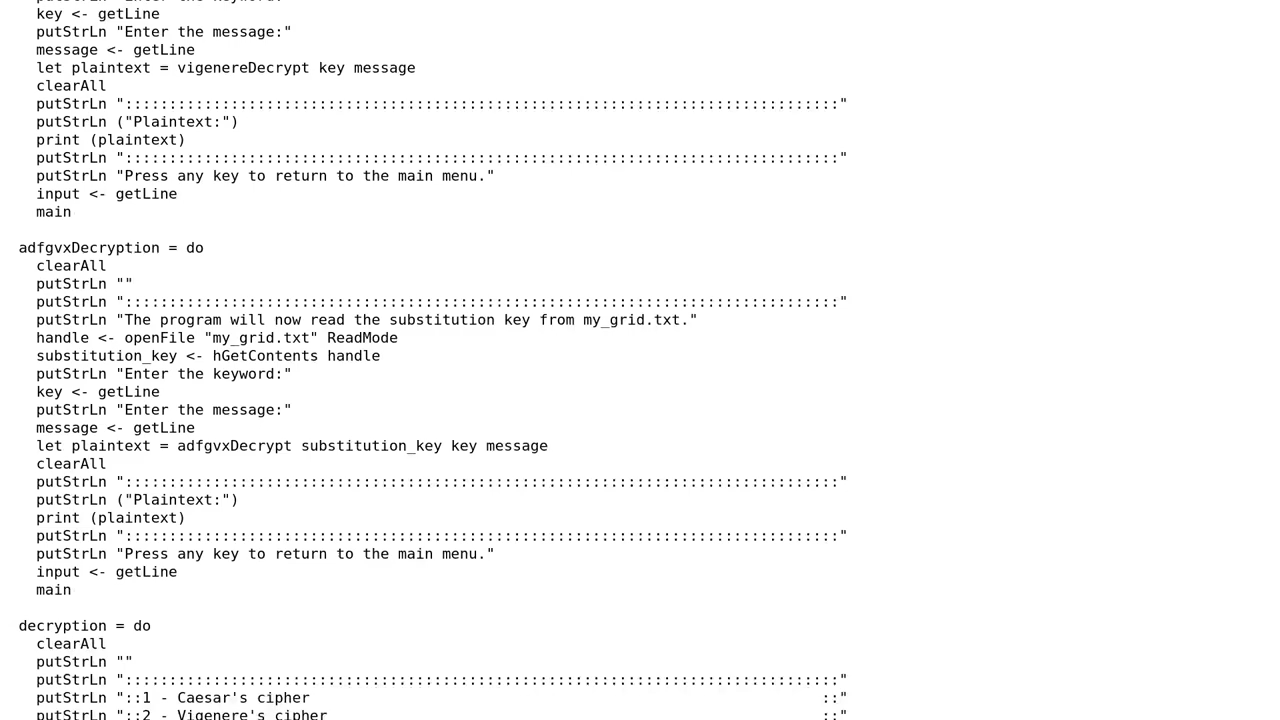 key <- getLine
putStrLn "Enter the message:"
message <- getLine
let plaintext = vigenereDecrypt key message
clearAll
putStrLn ":::::::::::::::::::::::::::::::::::::::::::::::::::::::::::::::::::::::::::::::::"
putStrLn ("Plaintext:")
print (plaintext)
putStrLn ":::::::::::::::::::::::::::::::::::::::::::::::::::::::::::::::::::::::::::::::::"
putStrLn "Press any key to return to the main menu."
input <- getLine
main
adfgvxDecryption = do
clearAll
putStrLn ""
putStrLn ":::::::::::::::::::::::::::::::::::::::::::::::::::::::::::::::::::::::::::::::::"
putStrLn "The program will now read the substitution key from my_grid.txt."
handle <- openFile "my_grid.txt" ReadMode
substitution_key <- hGetContents handle
putStrLn "Enter the keyword:"
key <- getLine
putStrLn "Enter the message:"
message <- getLine
let plaintext = adfgvxDecrypt substitution_key key message
clearAll
putStrLn ":::::::::::::::::::::::::::::::::::::::::::::::::::::::::::::::::::::::::::::::::"
putStrLn ("Plaintext:")
print (plaintext)
putStrLn ":::::::::::::::::::::::::::::::::::::::::::::::::::::::::::::::::::::::::::::::::"
putStrLn "Press any key to return to the main menu."
input <- getLine
main
decryption = do
clearAll
putStrLn ""
putStrLn ":::::::::::::::::::::::::::::::::::::::::::::::::::::::::::::::::::::::::::::::::"
putStrLn "::1 - Caesar's cipher                                                          ::"
putStrLn "::2 - Vigenere's cipher                                                        ::"